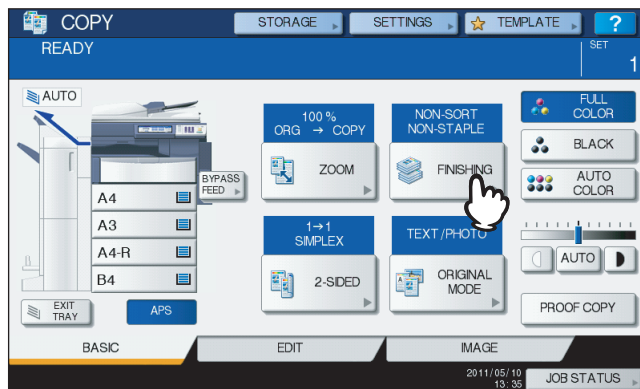 COPY
STORAGE
SETTINGS
TEMPLATE
?
READY
SET
1
AUTO
100 %
ORG → COPY
NON-SORT
NON-STAPLE
FULL
COLOR
BLACK
ZOOM
FINISHING
BYPASS
FEED
AUTO
COLOR
A4
A3
A4-R
B4
1→1
SIMPLEX
TEXT/PHOTO
2-SIDED
ORIGINAL
MODE
AUTO
EXIT
TRAY
APS
PROOF COPY
BASIC
EDIT
IMAGE
2011/05/10
13:35
JOB STATUS